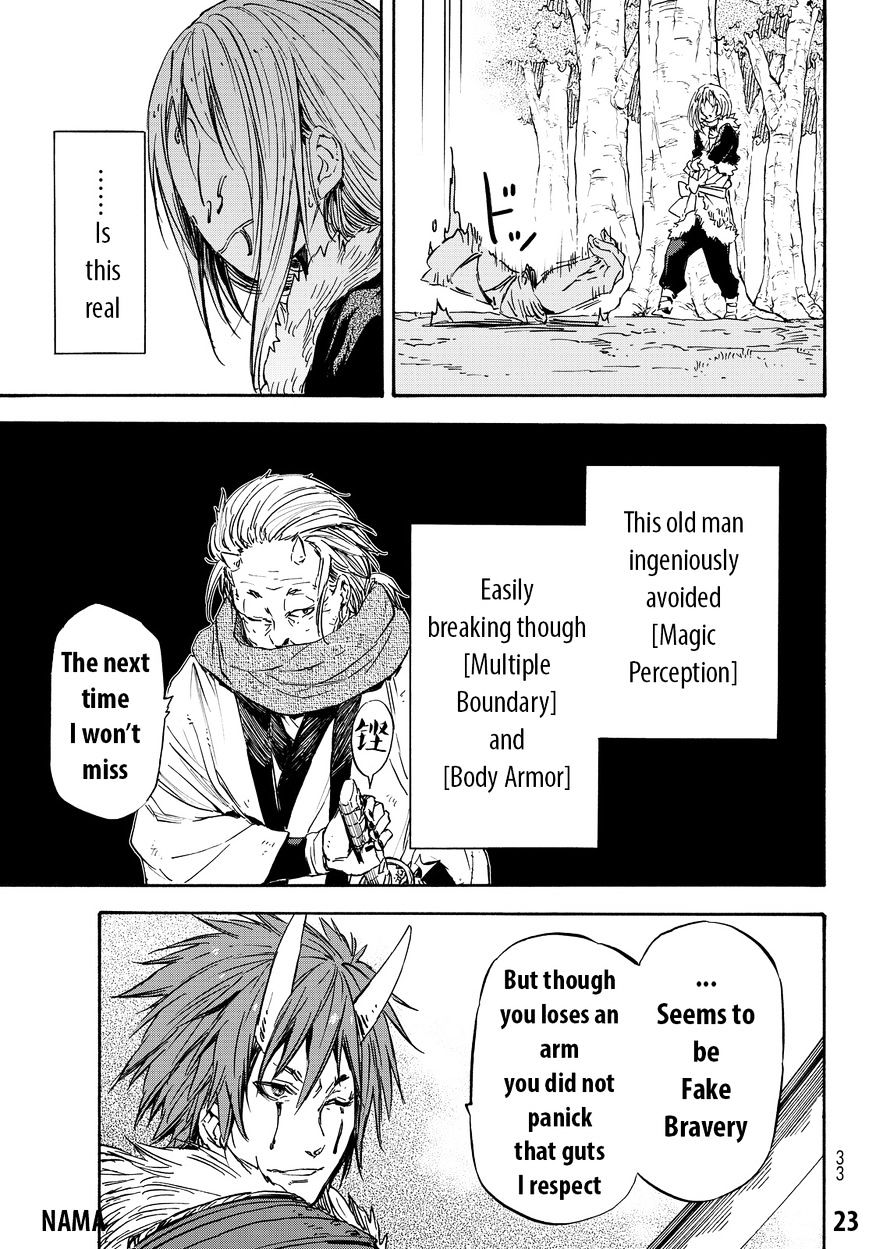 ドッ
……
Is
this
real
This old man
ingeniously
avoided
[Magic
Perception]
Easily
breaking though
[Multiple
Boundary]
and
[Body Armor]
The next
time
I won't
miss
...
Seems to
be
Fake
Bravery
But though
you loses an
arm
you did not
panick
that guts
I respect
33
NAMA
23